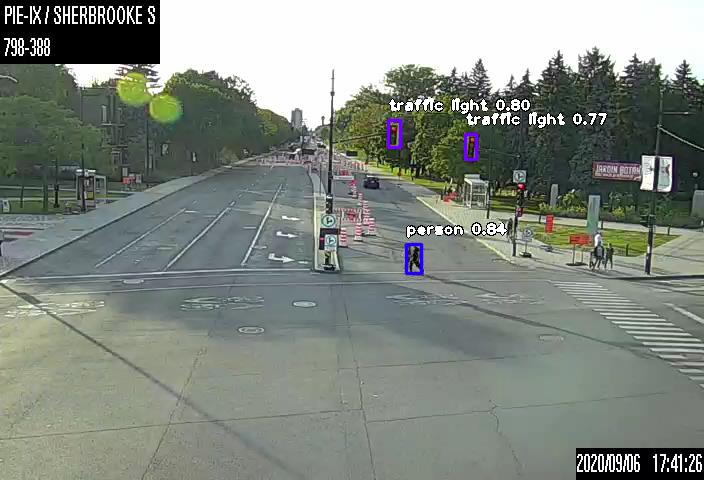 PIE-IX / SHERBROOKE S
798-388
traffic light 0.80
traffic light 0.77
JARDIN BOTAN
person 0.84
2020/09/06 17:41:26